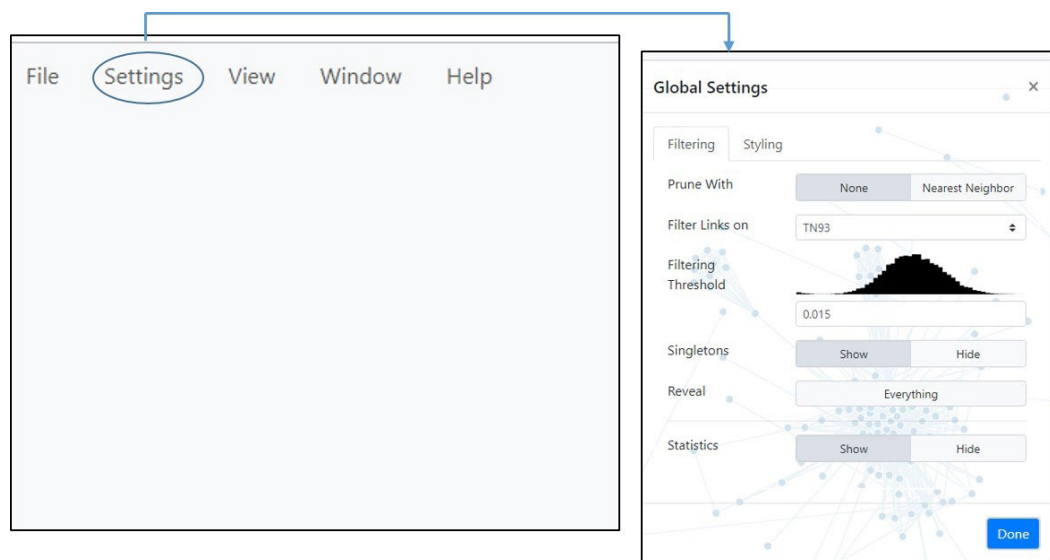 File Settings View Window Help
Global Settings ×
Filtering Styling
Prune With None Nearest Neighbor
Filter Links on TN93
Filtering
Threshold
0.015
Singletons Show Hide
Reveal Everything
Statistics Show Hide
Done